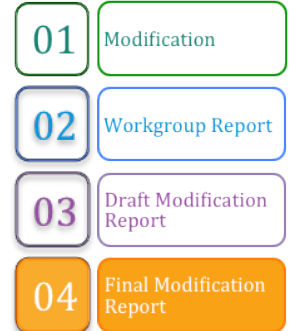 01 Modification
02 Workgroup Report
03 Draft Modification
Report
04 Final Modification
Report